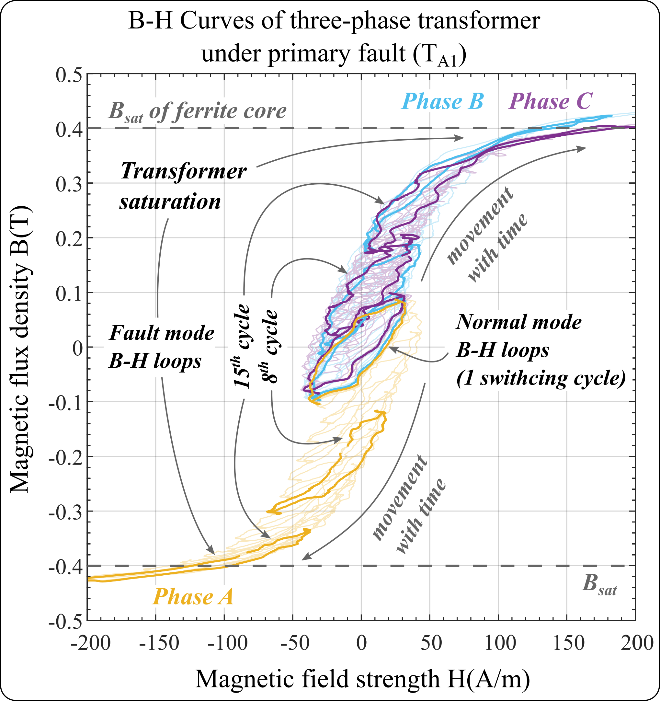 B-H Curves of three-phase transformer
under primary fault (T_A1)
0.5
B_sat of ferrite core
Phase B
Phase C
0.4
Transformer
saturation
0.3
movement
with time
0.2
0.1
Fault mode
B-H loops
15th cycle
8th cycle
Normal mode
B-H loops
(1 swithcing cycle)
0
-0.1
-0.2
movement
with time
-0.3
-0.4
Phase A
B_sat
-0.5
-200
-150
-100
-50
0
50
100
150
200
Magnetic flux density B(T)
Magnetic field strength H(A/m)